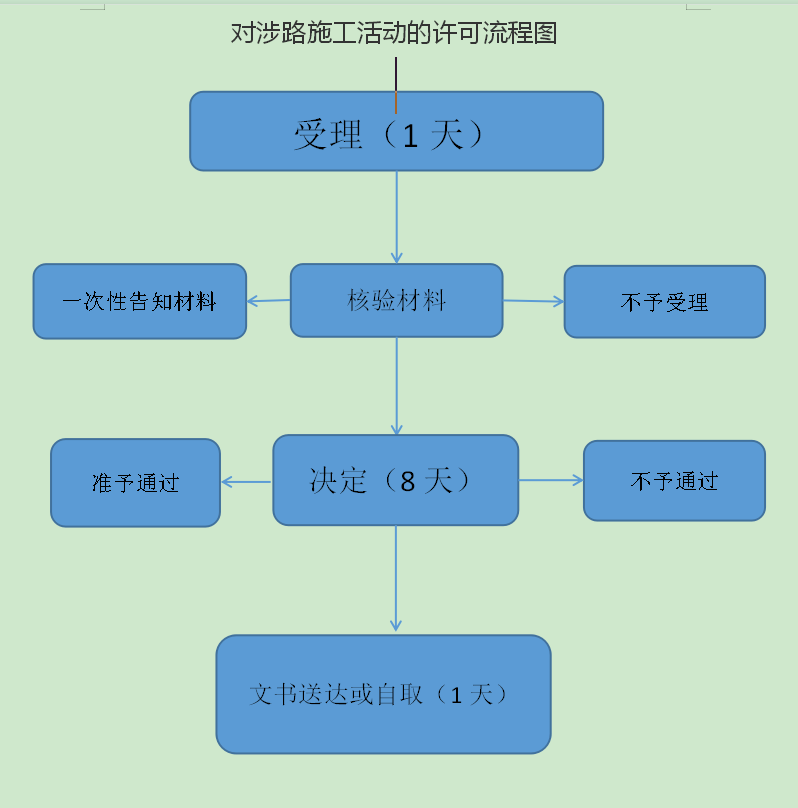 对涉路施工活动的许可流程图
受理（1 天）
一次性告知材料
核验材料
不予受理
准予通过
决定（8 天）
不予通过
文书送达或自取（1 天）